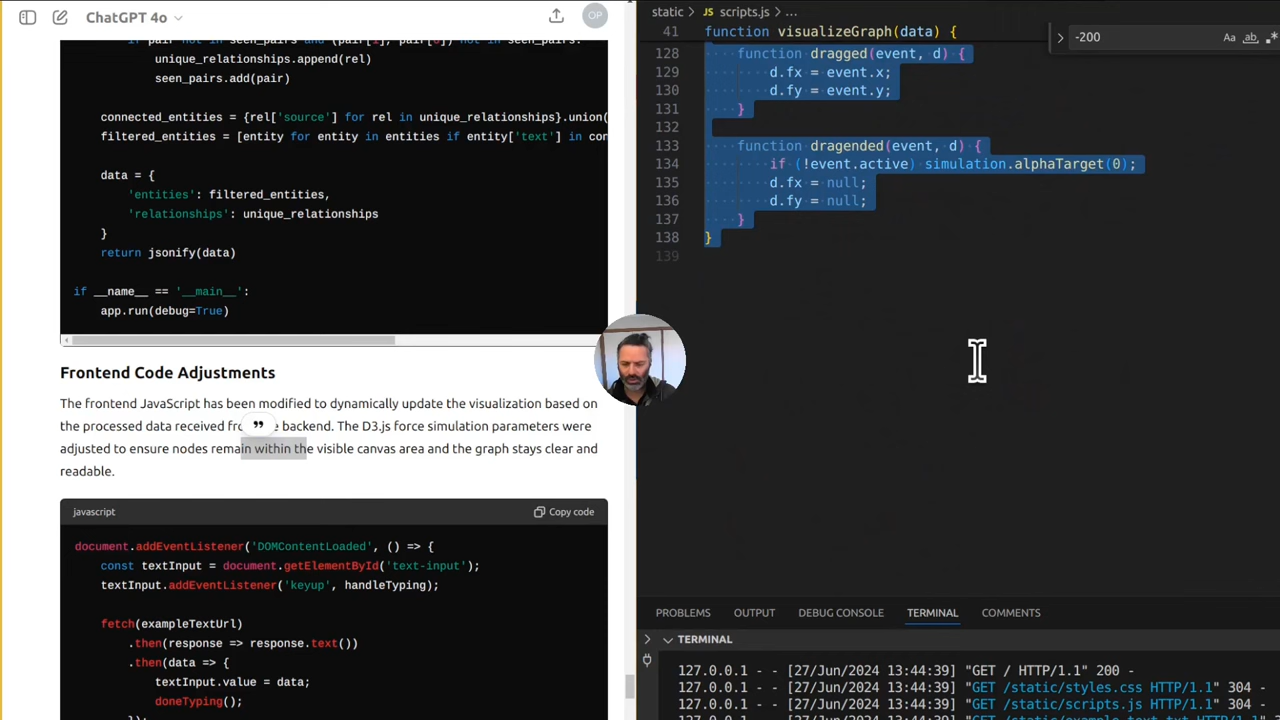 ChatGPT 4o
OP
unique_relationships.append(rel)
seen_pairs.add(pair)
connected_entities = {rel['source'] for rel in unique_relationships}.union(
filtered_entities = [entity for entity in entities if entity['text'] in con
data = {
'entities': filtered_entities,
'relationships': unique_relationships
}
return jsonify(data)
if __name__ == '__main__':
app.run(debug=True)
Frontend Code Adjustments
The frontend JavaScript has been modified to dynamically update the visualization based on
the processed data received backend. The D3.js force simulation parameters were
adjusted to ensure nodes remain within the visible canvas area and the graph stays clear and
readable.
javascript
Copy code
document.addEventListener('DOMContentLoaded', () => {
const textInput = document.getElementById('text-input');
textInput.addEventListener('keyup', handleTyping);
fetch(exampleTextUrl)
.then(response => response.text())
.then(data => {
textInput.value = data;
doneTyping();
static > JS scripts.js > ...
41 function visualizeGraph(data) {
-200
Aa ab .*
128 function dragged(event, d) {
129 d.fx = event.x;
130 d.fy = event.y;
131 }
132
133 function dragended(event, d) {
134 if (!event.active) simulation.alphaTarget(0);
135 d.fx = null;
136 d.fy = null;
137 }
138 }
139
PROBLEMS OUTPUT DEBUG CONSOLE TERMINAL COMMENTS
TERMINAL
127.0.0.1 - - [27/Jun/2024 13:44:39] "GET / HTTP/1.1" 200 -
127.0.0.1 - - [27/Jun/2024 13:44:39] "GET /static/styles.css HTTP/1.1" 304 -
127.0.0.1 - - [27/Jun/2024 13:44:39] "GET /static/scripts.js HTTP/1.1" 304 -